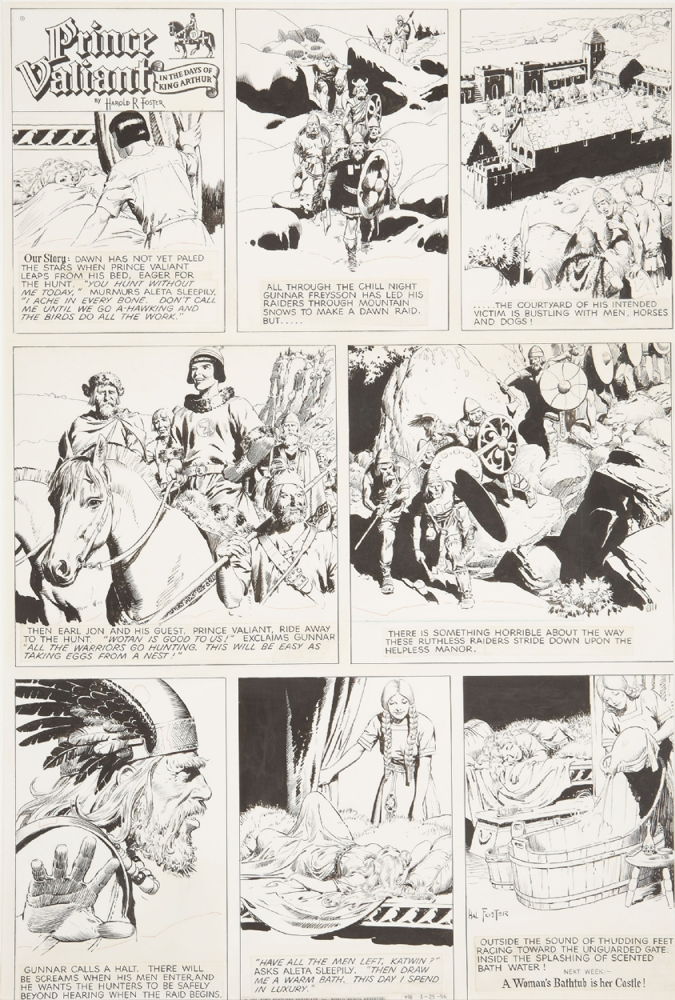 Prince
Valiant
IN THE DAYS OF
KING ARTHUR
BY HAROLD R FOSTER
Our Story: DAWN HAS NOT YET PALED
THE STARS WHEN PRINCE VALIANT
LEAPS FROM HIS BED, EAGER FOR
THE HUNT. "YOU HUNT WITHOUT
ME TODAY," MURMURS ALETA SLEEPILY.
"I ACHE IN EVERY BONE. DON'T CALL
ME UNTIL WE GO A-HAWKING AND
THE BIRDS DO ALL THE WORK."
ALL THROUGH THE CHILL NIGHT
GUNNAR FREYSSON HAS LED HIS
RAIDERS THROUGH MOUNTAIN
SNOWS TO MAKE A DAWN RAID.
BUT.....
.....THE COURTYARD OF HIS INTENDED
VICTIM IS BUSTLING WITH MEN, HORSES
AND DOGS!
THEN EARL JON AND HIS GUEST, PRINCE VALIANT, RIDE AWAY
TO THE HUNT. "WOTAN IS GOOD TO US!" EXCLAIMS GUNNAR
"ALL THE WARRIORS GO HUNTING. THIS WILL BE EASY AS
TAKING EGGS FROM A NEST!"
THERE IS SOMETHING HORRIBLE ABOUT THE WAY
THESE RUTHLESS RAIDERS STRIDE DOWN UPON THE
HELPLESS MANOR.
GUNNAR CALLS A HALT. THERE WILL
BE SCREAMS WHEN HIS MEN ENTER, AND
HE WANTS THE HUNTERS TO BE SAFELY
BEYOND HEARING WHEN THE RAID BEGINS.
"HAVE ALL THE MEN LEFT, KATWIN?"
ASKS ALETA SLEEPILY. "THEN DRAW
ME A WARM BATH. THIS DAY I SPEND
IN LUXURY."
998 3-25-56
HAL FOSTER
OUTSIDE THE SOUND OF THUDDING FEET
RACING TOWARD THE UNGUARDED GATE.
INSIDE THE SPLASHING OF SCENTED
BATH WATER!
NEXT WEEK:-
A Woman's Bathtub is her Castle!